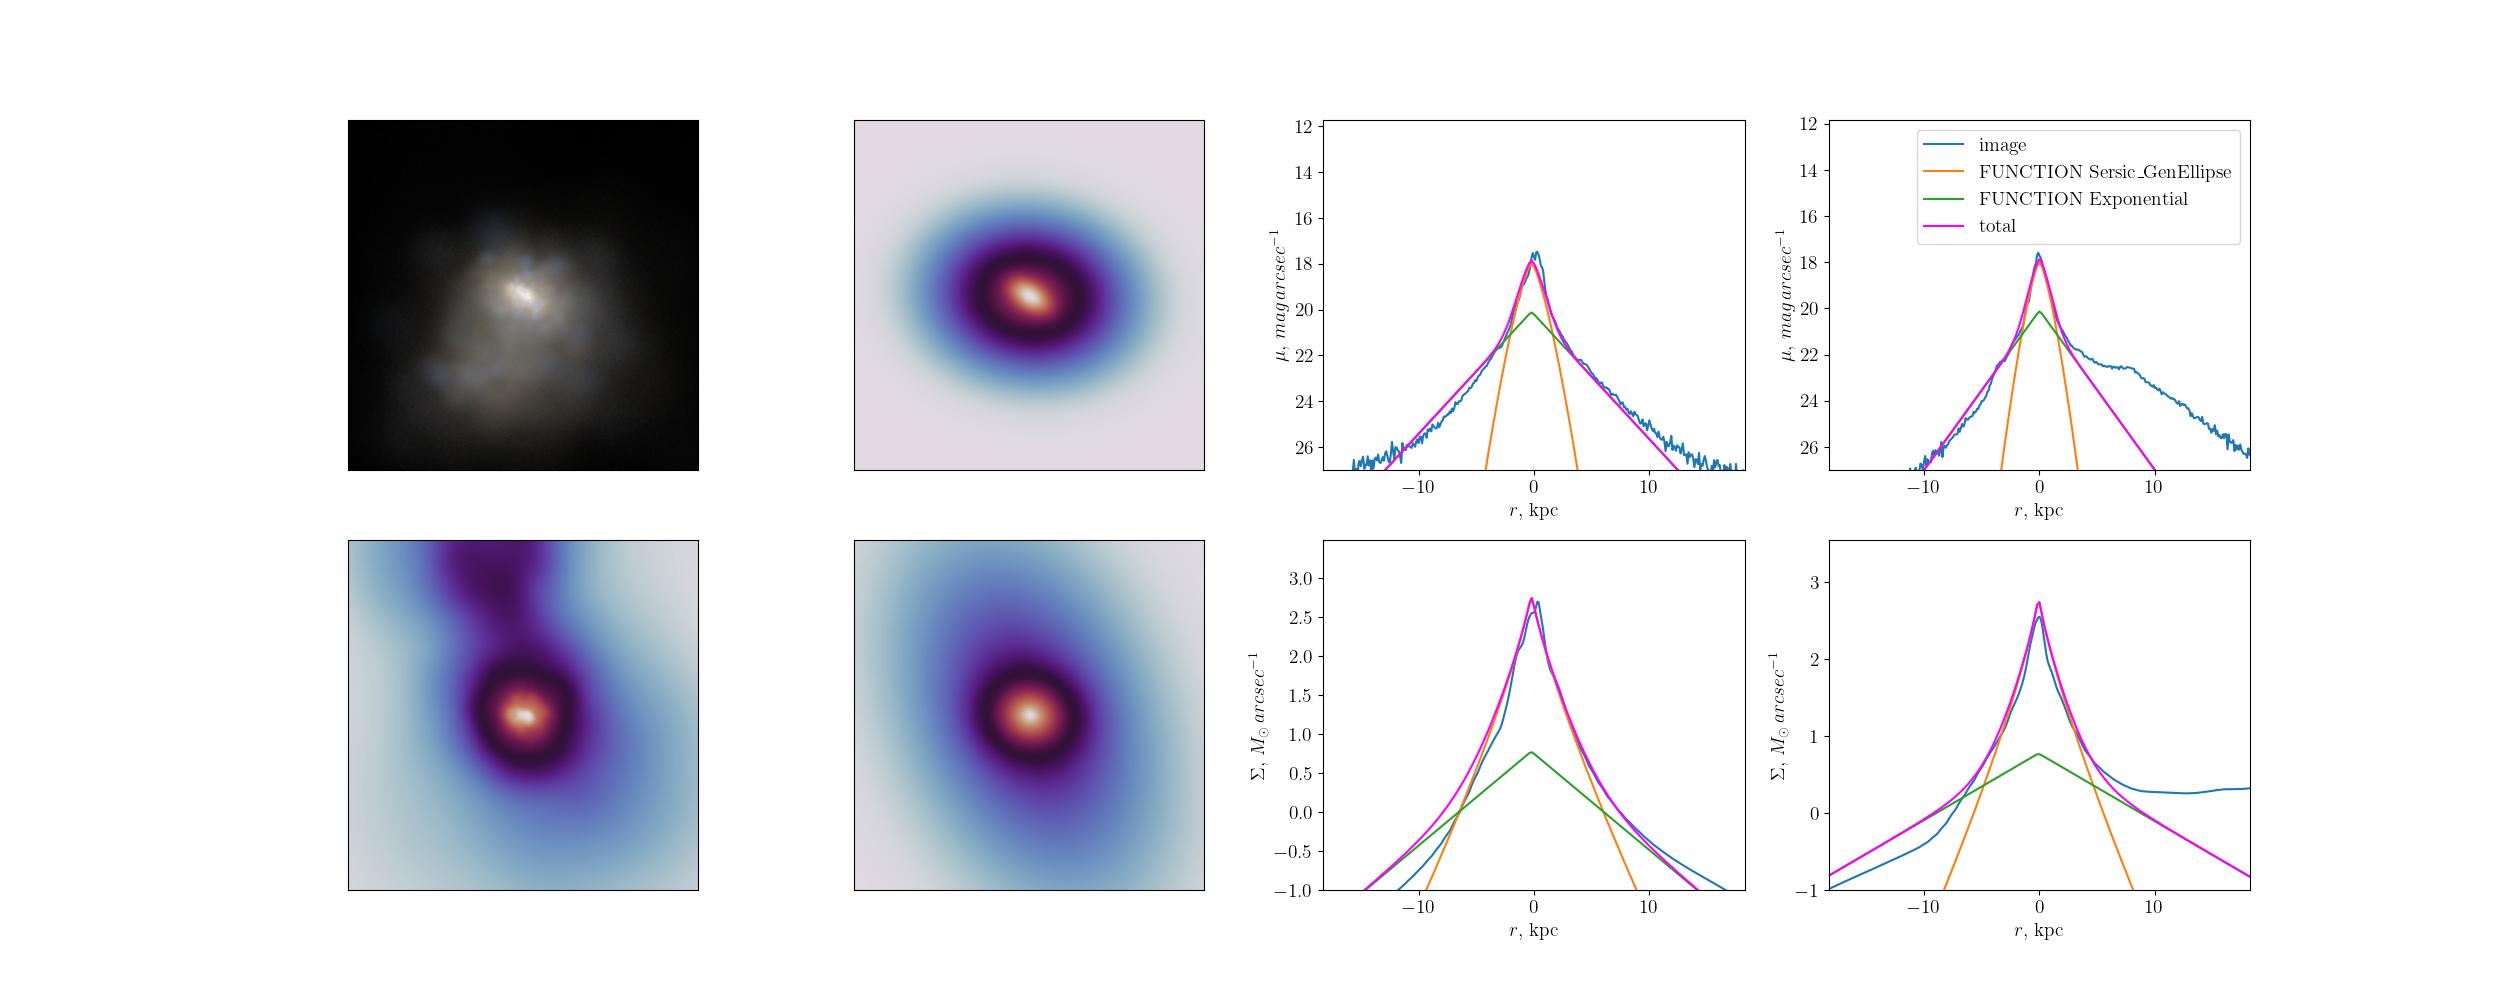 12
14
16
18
20
22
24
26
μ, mag arcsec⁻¹
−10 0 10
r, kpc
12
14
16
18
20
22
24
26
μ, mag arcsec⁻¹
image
FUNCTION Sersic_GenEllipse
FUNCTION Exponential
total
−10 0 10
r, kpc
3.0
2.5
2.0
1.5
1.0
0.5
0.0
−0.5
−1.0
Σ, M⊙ arcsec⁻¹
−10 0 10
r, kpc
3
2
1
0
−1
Σ, M⊙ arcsec⁻¹
−10 0 10
r, kpc